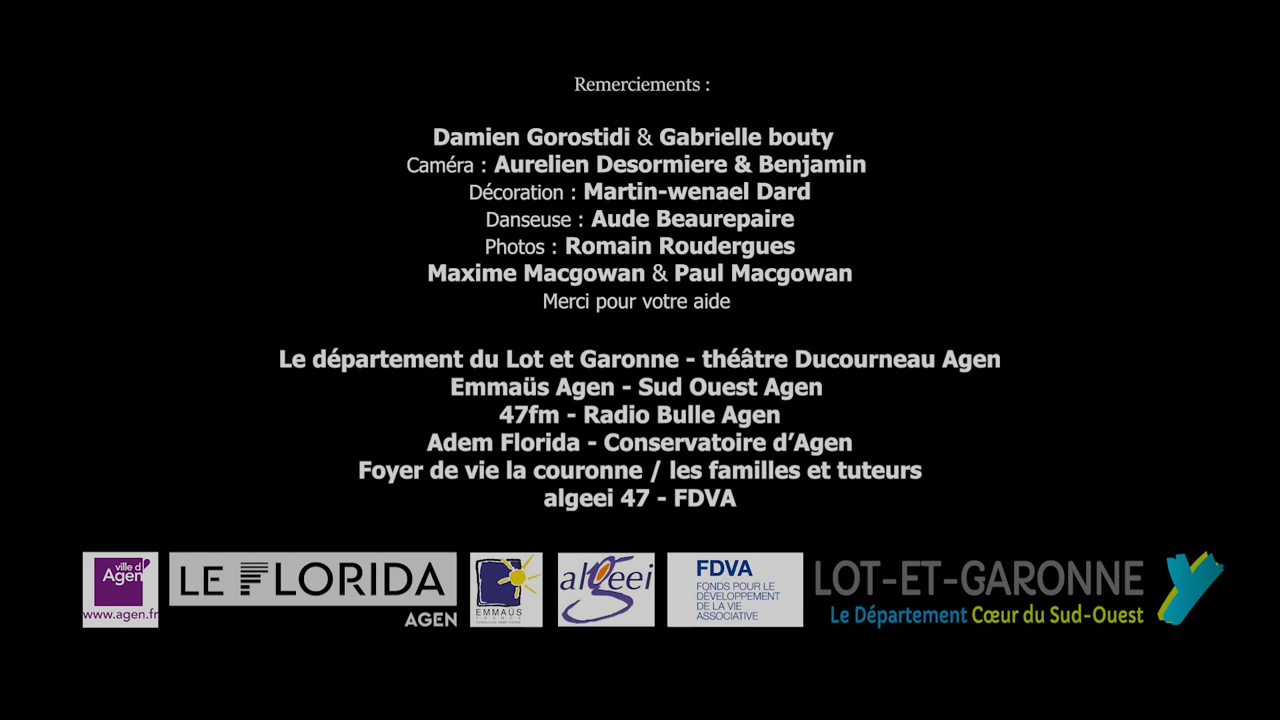 Remerciements :
Damien Gorostidi & Gabrielle bouty
Caméra : Aurelien Desormiere & Benjamin
Décoration : Martin-wenael Dard
Danseuse : Aude Beaurepaire
Photos : Romain Roudergues
Maxime Macgowan & Paul Macgowan
Merci pour votre aide
Le département du Lot et Garonne - théâtre Ducourneau Agen
Emmaüs Agen - Sud Ouest Agen
47fm - Radio Bulle Agen
Adem Florida - Conservatoire d’Agen
Foyer de vie la couronne / les familles et tuteurs
algeei 47 - FDVA
ville d'
Agen
www.agen.fr
LE FLORIDA
AGEN
EMMAÜS
FRANCE
algeei
FDVA
FONDS POUR LE
DÉVELOPPEMENT
DE LA VIE
ASSOCIATIVE
LOT-ET-GARONNE
Le Département Cœur du Sud-Ouest